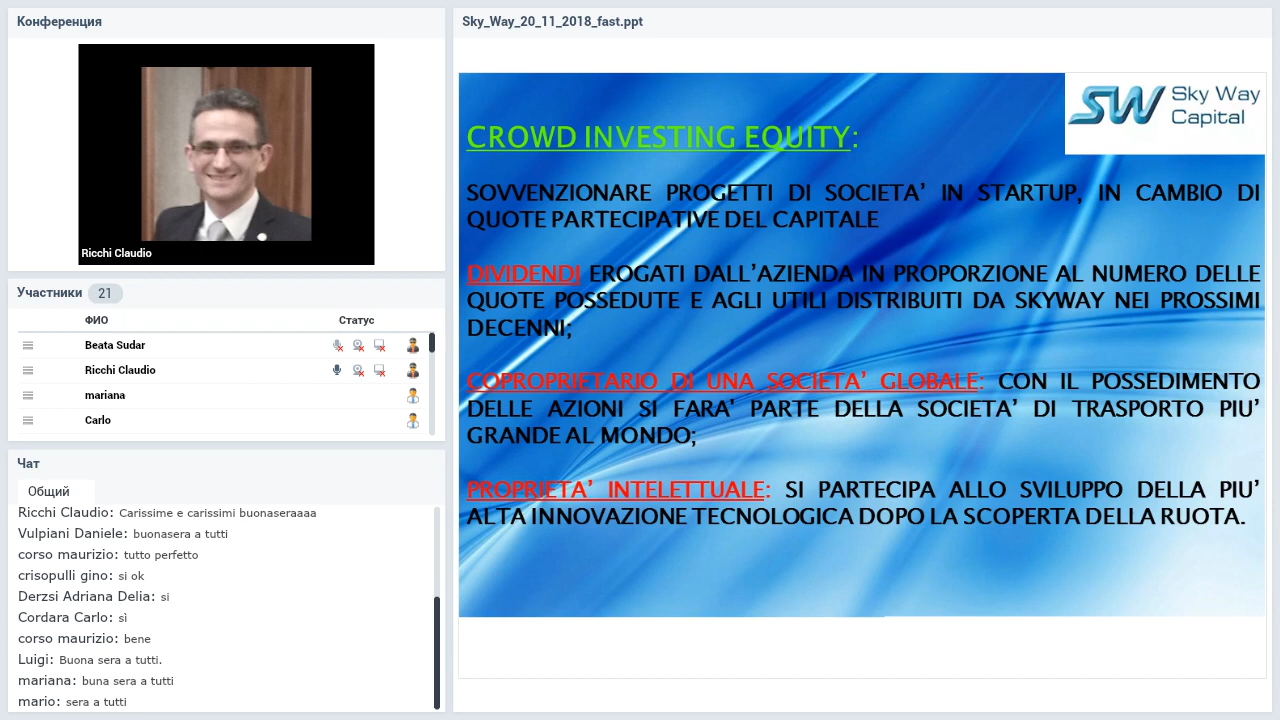 Конференция
Ricchi Claudio
Участники 21
ФИО Статус
Beata Sudar
Ricchi Claudio
mariana
Carlo
Чат
Общий
Ricchi Claudio: Carissime e carissimi buonaseraaaa
Vulpiani Daniele: buonasera a tutti
corso maurizio: tutto perfetto
crisopulli gino: si ok
Derzsi Adriana Delia: si
Cordara Carlo: sì
corso maurizio: bene
Luigi: Buona sera a tutti.
mariana: buna sera a tutti
mario: sera a tutti
Sky_Way_20_11_2018_fast.ppt
SW Sky Way
Capital
CROWD INVESTING EQUITY:
SOVVENZIONARE PROGETTI DI SOCIETA’ IN STARTUP, IN CAMBIO DI
QUOTE PARTECIPATIVE DEL CAPITALE
DIVIDENDI EROGATI DALL’AZIENDA IN PROPORZIONE AL NUMERO DELLE
QUOTE POSSEDUTE E AGLI UTILI DISTRIBUITI DA SKYWAY NEI PROSSIMI
DECENNI;
COPROPRIETARIO DI UNA SOCIETA’ GLOBALE: CON IL POSSEDIMENTO
DELLE AZIONI SI FARA’ PARTE DELLA SOCIETA’ DI TRASPORTO PIU’
GRANDE AL MONDO;
PROPRIETA’ INTELETTUALE: SI PARTECIPA ALLO SVILUPPO DELLA PIU’
ALTA INNOVAZIONE TECNOLOGICA DOPO LA SCOPERTA DELLA RUOTA.